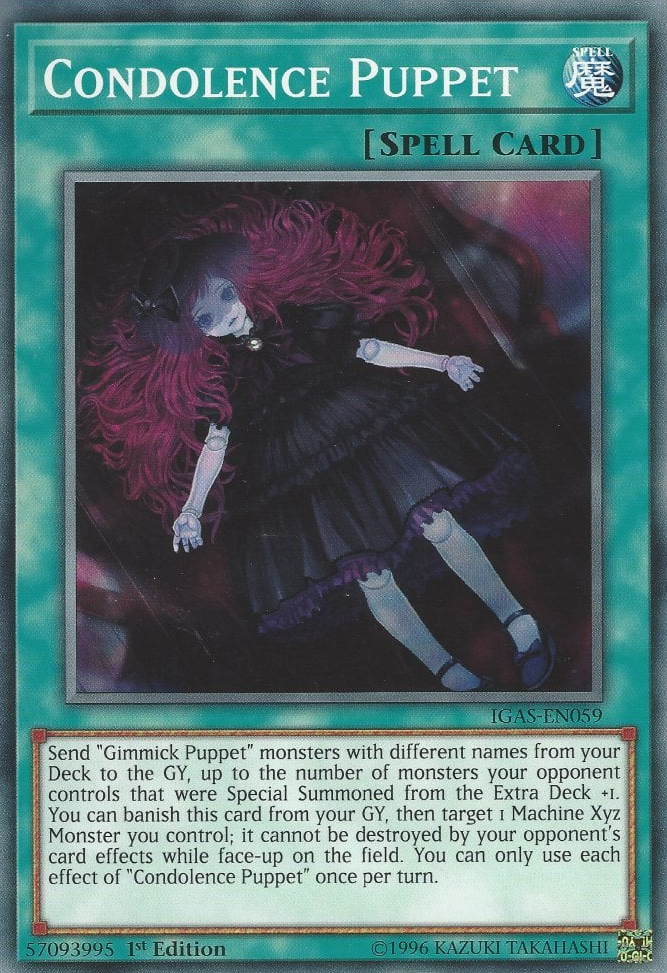 CONDOLENCE PUPPET
SPELL
魔
[SPELL CARD]
IGAS-EN059
Send "Gimmick Puppet" monsters with different names from your
Deck to the GY, up to the number of monsters your opponent
controls that were Special Summoned from the Extra Deck +1.
You can banish this card from your GY, then target 1 Machine Xyz
Monster you control; it cannot be destroyed by your opponent's
card effects while face-up on the field. You can only use each
effect of "Condolence Puppet" once per turn.
57093995 1st Edition ©1996 KAZUKI TAKAHASHI